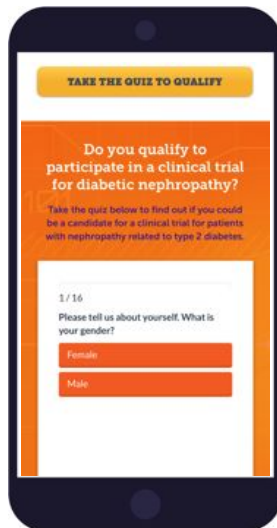 TAKE THE QUIZ TO QUALIFY
Do you qualify to
participate in a clinical trial
for diabetic nephropathy?
Take the quiz below to find out if you could
be a candidate for a clinical trial for patients
with nephropathy related to type 2 diabetes.
1 / 16
Please tell us about yourself. What is
your gender?
Female
Male